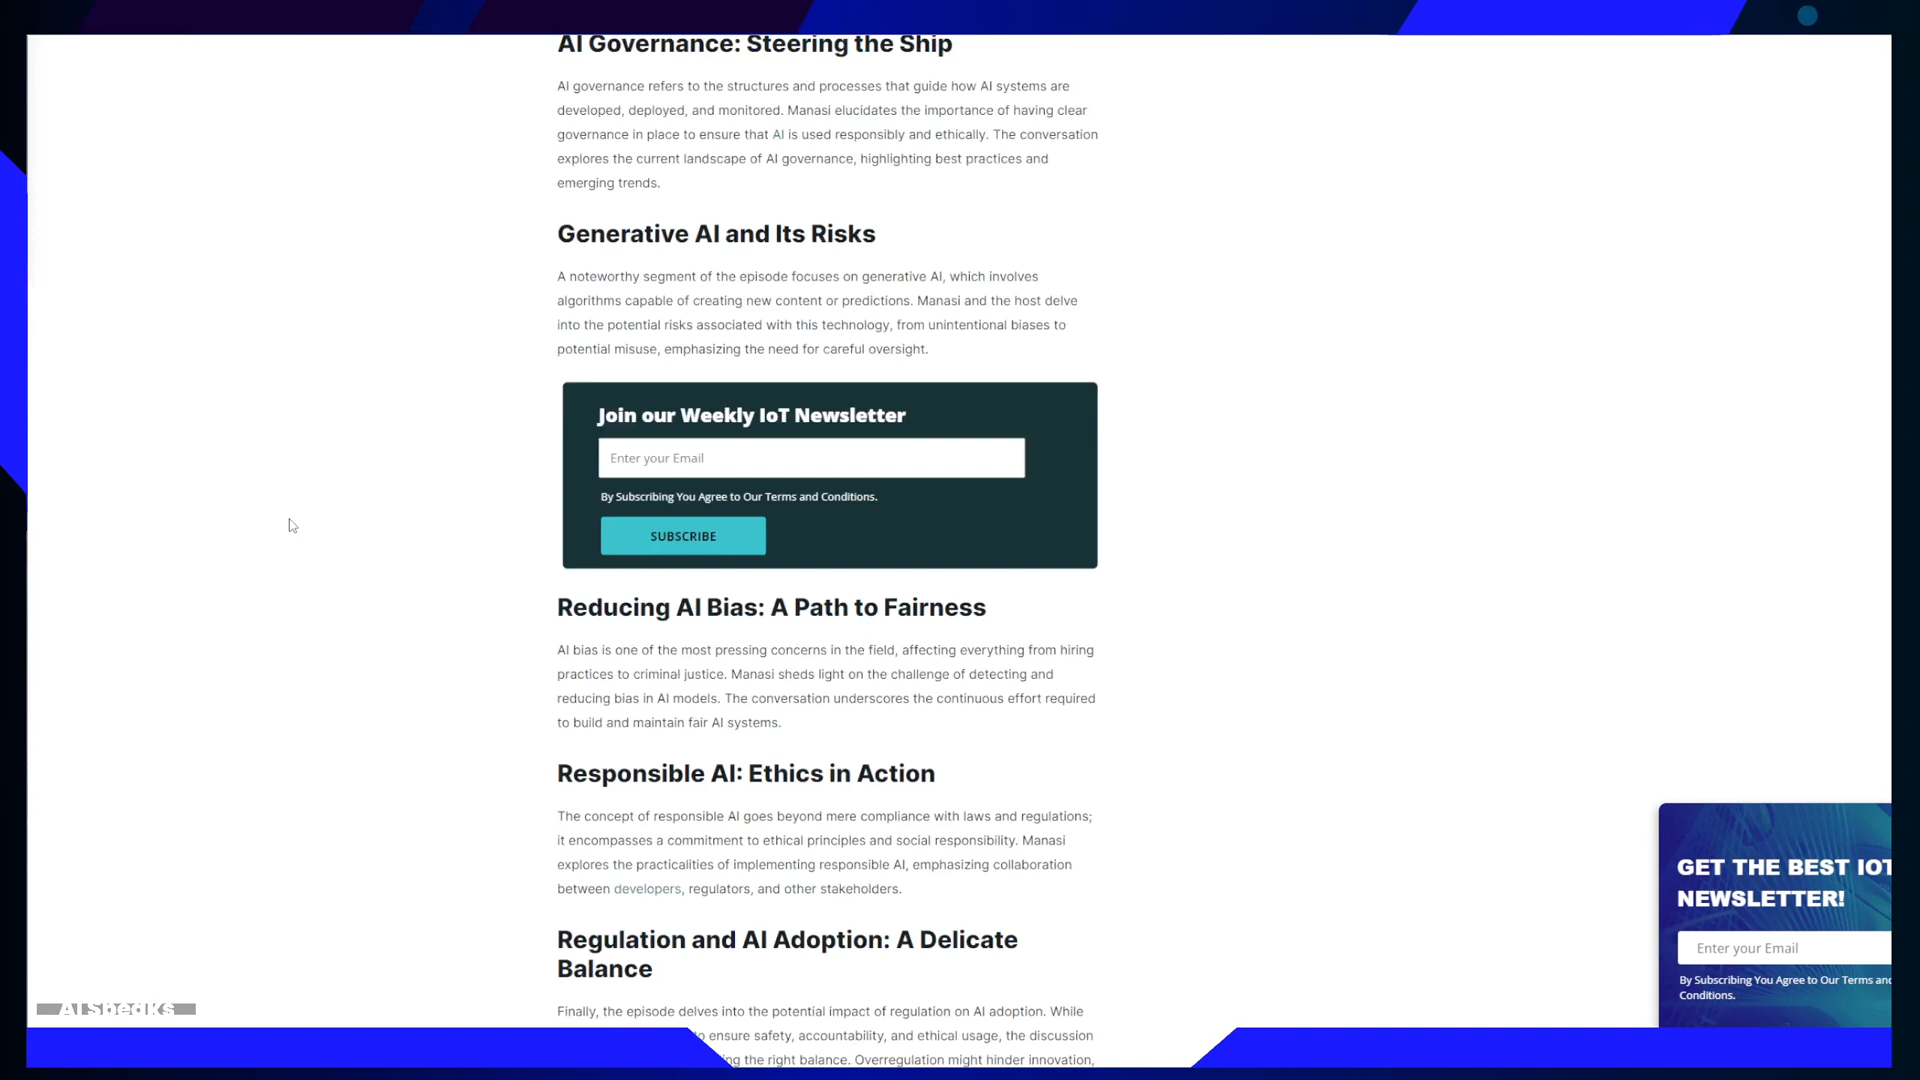 AI Governance: Steering the Ship
AI governance refers to the structures and processes that guide how AI systems are
developed, deployed, and monitored. Manasi elucidates the importance of having clear
governance in place to ensure that AI is used responsibly and ethically. The conversation
explores the current landscape of AI governance, highlighting best practices and
emerging trends.
Generative AI and Its Risks
A noteworthy segment of the episode focuses on generative AI, which involves
algorithms capable of creating new content or predictions. Manasi and the host delve
into the potential risks associated with this technology, from unintentional biases to
potential misuse, emphasizing the need for careful oversight.
Join our Weekly IoT Newsletter
Enter your Email
By Subscribing You Agree to Our Terms and Conditions.
SUBSCRIBE
Reducing AI Bias: A Path to Fairness
AI bias is one of the most pressing concerns in the field, affecting everything from hiring
practices to criminal justice. Manasi sheds light on the challenge of detecting and
reducing bias in AI models. The conversation underscores the continuous effort required
to build and maintain fair AI systems.
Responsible AI: Ethics in Action
The concept of responsible AI goes beyond mere compliance with laws and regulations;
it encompasses a commitment to ethical principles and social responsibility. Manasi
explores the practicalities of implementing responsible AI, emphasizing collaboration
between developers, regulators, and other stakeholders.
Regulation and AI Adoption: A Delicate
Balance
Finally, the episode delves into the potential impact of regulation on AI adoption. While
to ensure safety, accountability, and ethical usage, the discussion
the right balance. Overregulation might hinder innovation,
GET THE BEST IOT
NEWSLETTER!
Enter your Email
By Subscribing You Agree to Our Terms and
Conditions.